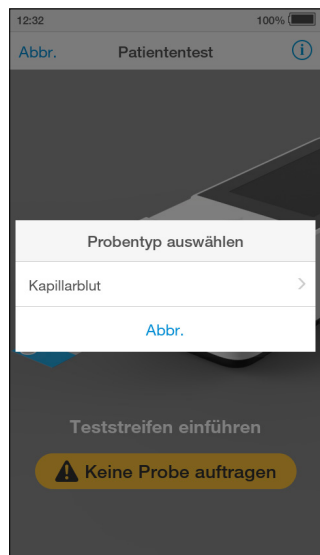 12:32 100%
Abbr. Patiententest i
Probentyp auswählen
Kapillarblut
Abbr.
Teststreifen einführen
Keine Probe auftragen